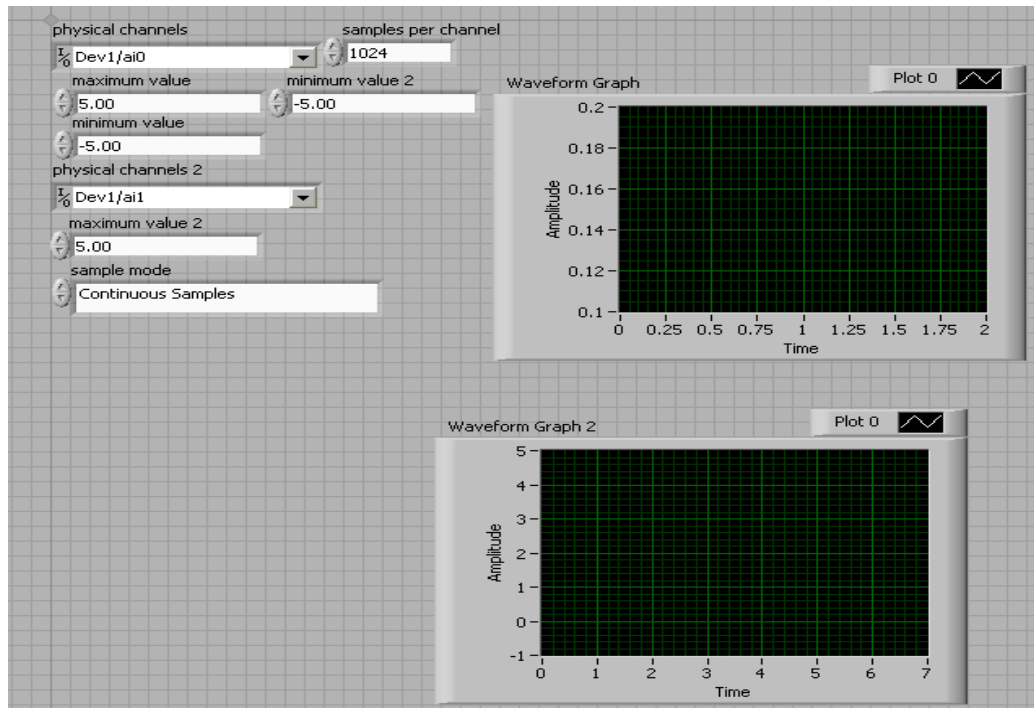 physical channels
samples per channel
Dev1/ai0
1024
maximum value
minimum value 2
5.00
-5.00
minimum value
-5.00
physical channels 2
Dev1/ai1
maximum value 2
5.00
sample mode
Continuous Samples
Waveform Graph
Plot 0
0.2
0.18
0.16
0.14
0.12
0.1
Amplitude
0 0.25 0.5 0.75 1 1.25 1.5 1.75 2
Time
Waveform Graph 2
Plot 0
5
4
3
2
1
0
-1
Amplitude
0 1 2 3 4 5 6 7
Time